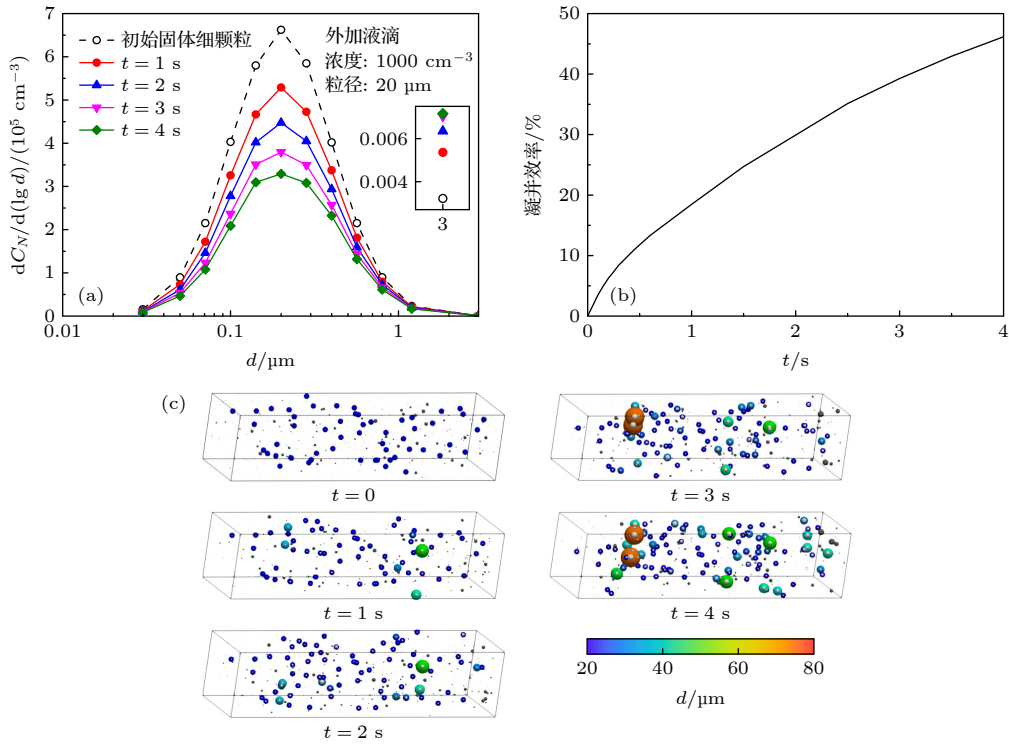 7
6
5
4
3
2
1
0
dC_N/d(lg d)/(10⁵ cm⁻³)
初始固体细颗粒
t = 1 s
t = 2 s
t = 3 s
t = 4 s
外加液滴
浓度: 1000 cm⁻³
粒径: 20 μm
0.006
0.004
3
(a)
0.01
0.1
1
d/μm
50
40
30
20
10
0
凝并效率/%
(b)
0
1
2
3
4
t/s
(c)
t = 0
t = 1 s
t = 2 s
t = 3 s
t = 4 s
20
40
60
80
d/μm